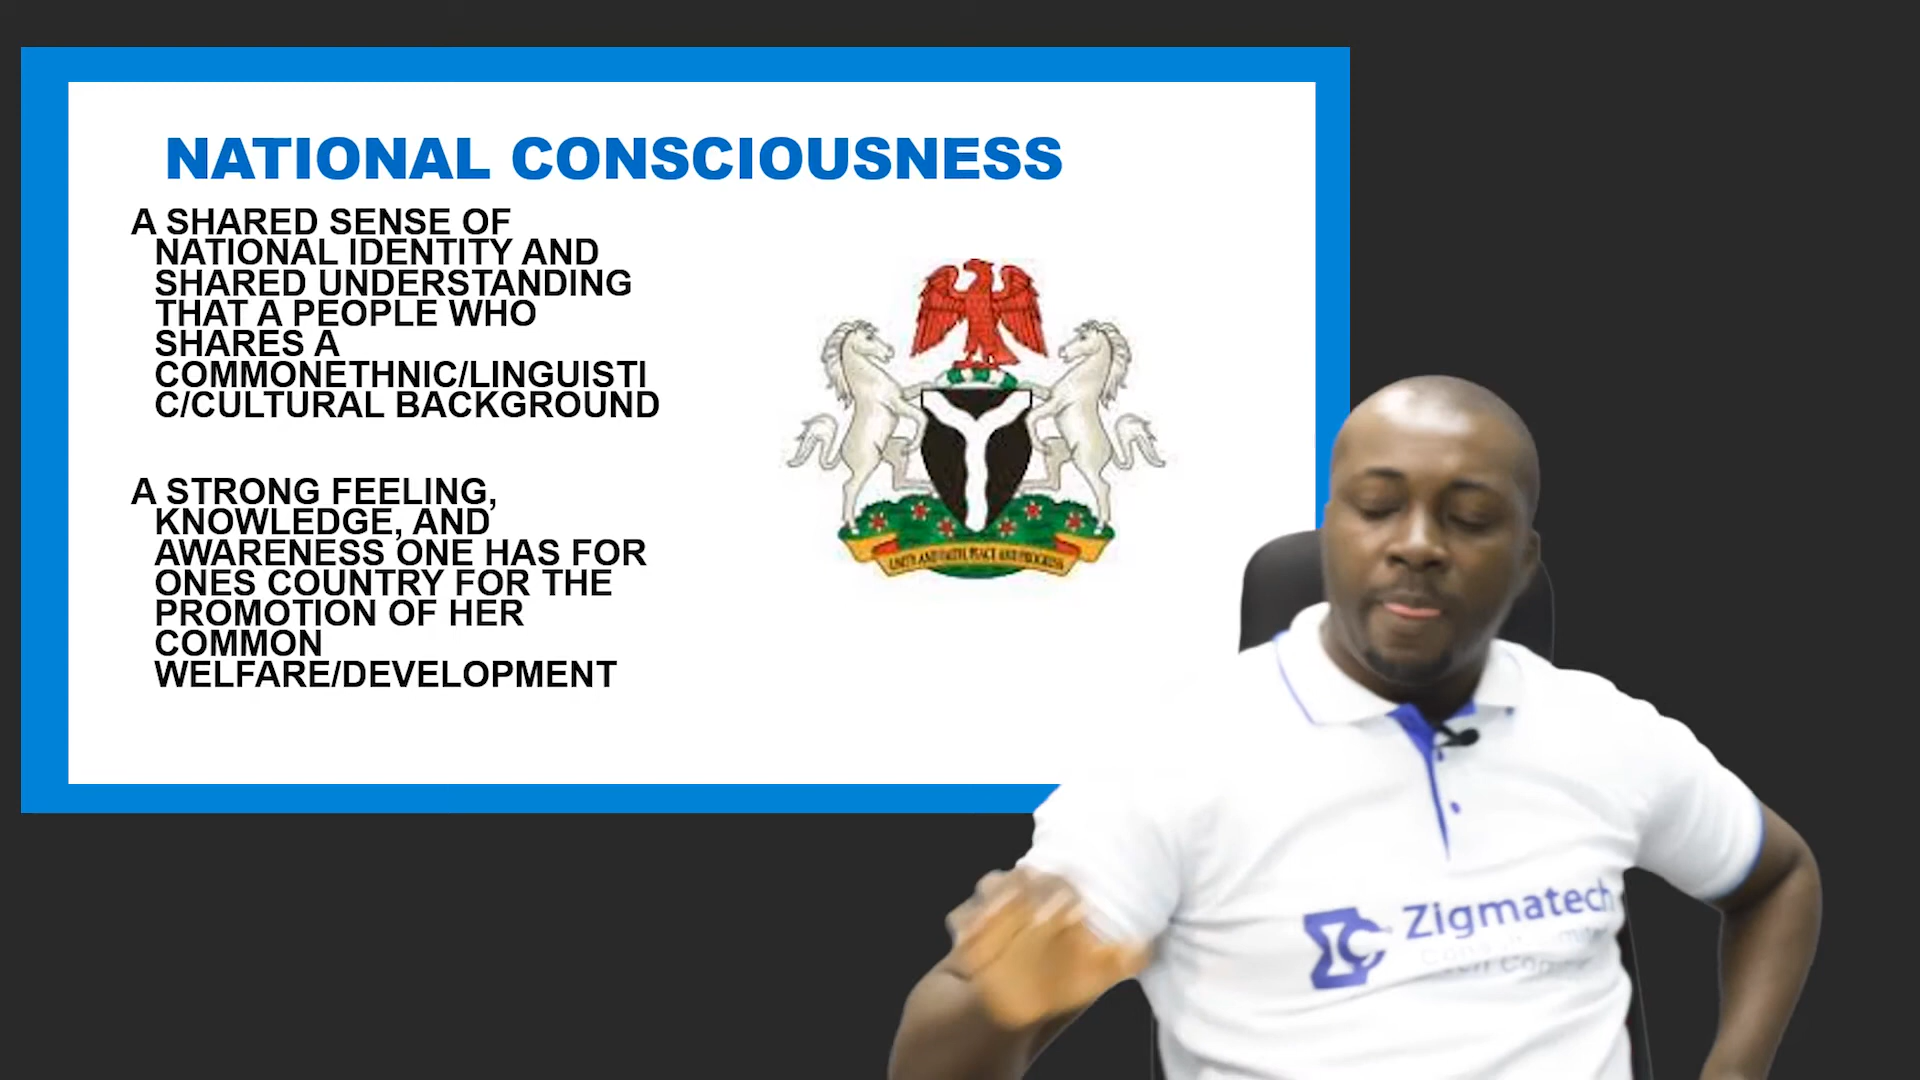 NATIONAL CONSCIOUSNESS
A SHARED SENSE OF
NATIONAL IDENTITY AND
SHARED UNDERSTANDING
THAT A PEOPLE WHO
SHARES A
COMMONETHNIC/LINGUISTI
C/CULTURAL BACKGROUND
A STRONG FEELING,
KNOWLEDGE, AND
AWARENESS ONE HAS FOR
ONES COUNTRY FOR THE
PROMOTION OF HER
COMMON
WELFARE/DEVELOPMENT
UNITY AND FAITH, PEACE AND PROGRESS
Zigmatech